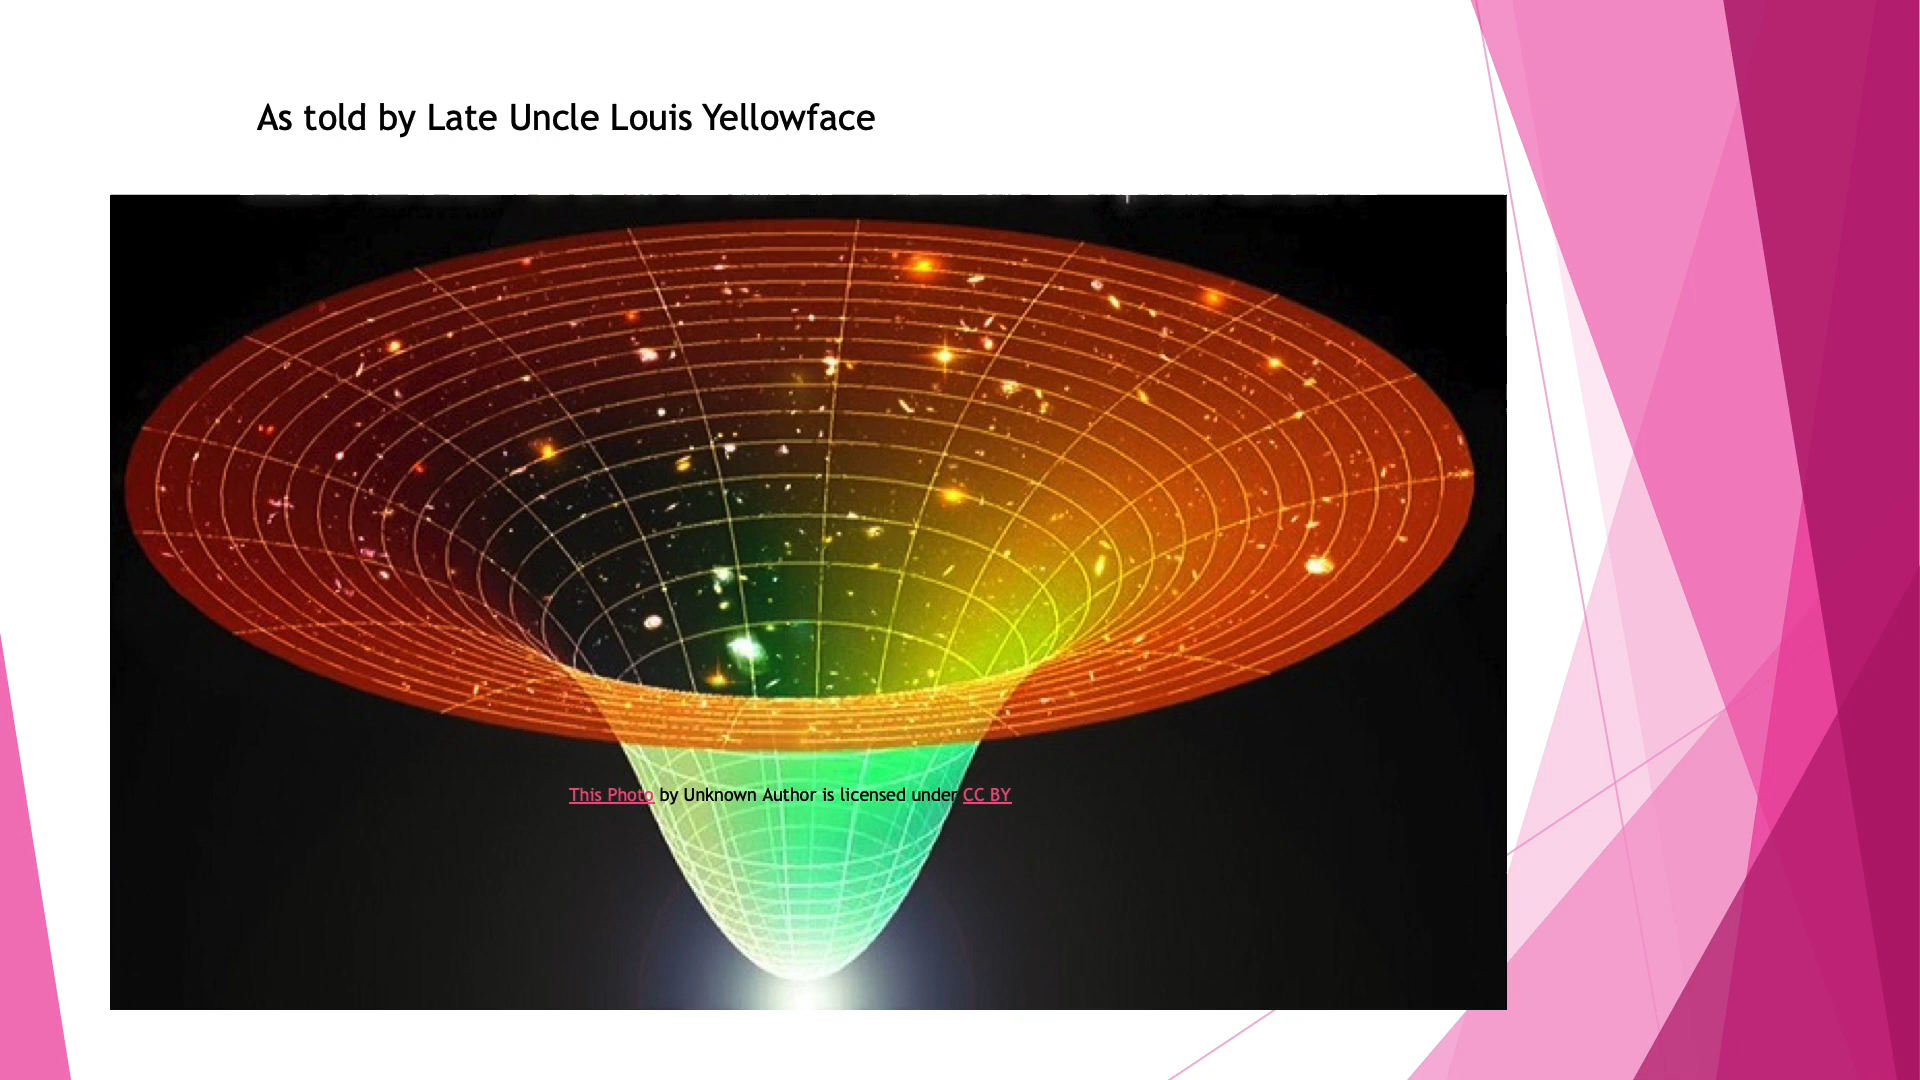 As told by Late Uncle Louis Yellowface
This Photo by Unknown Author is licensed under CC BY